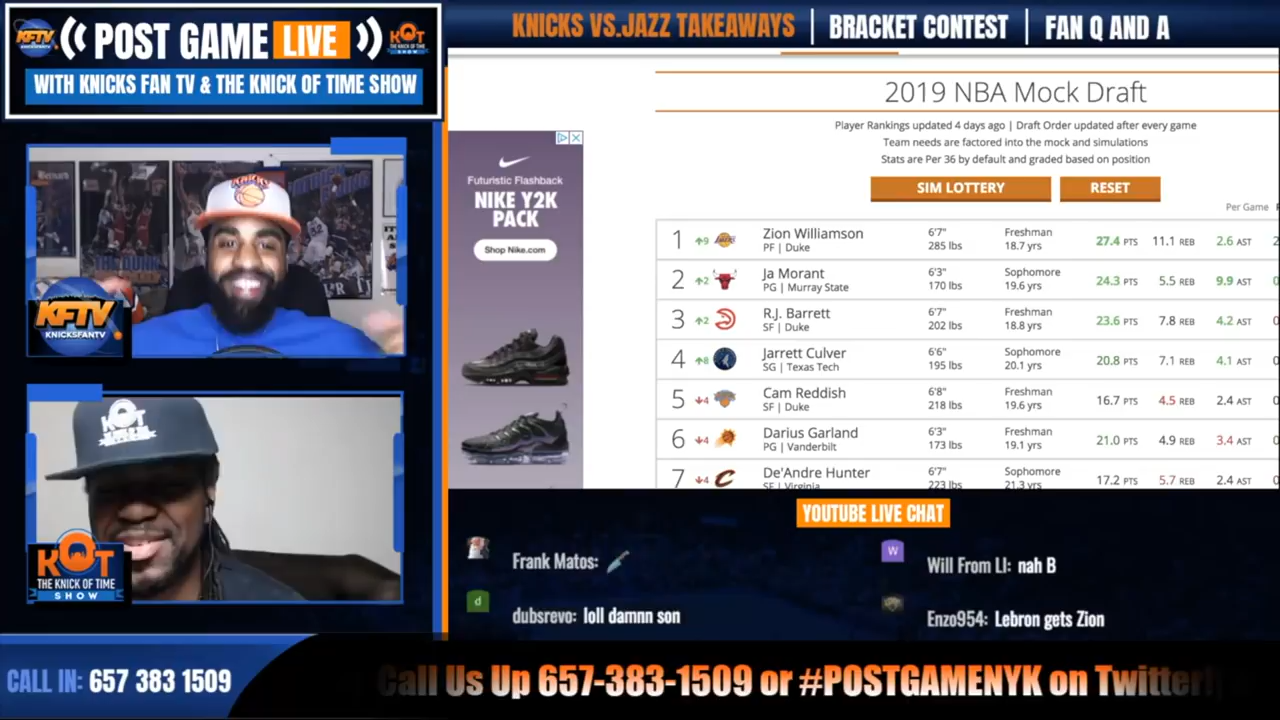 KFTV
KNICKSFANTV
POST GAME LIVE
KOT
THE KNICK OF TIME
SHOW
WITH KNICKS FAN TV & THE KNICK OF TIME SHOW
KNICKS VS.JAZZ TAKEAWAYS
BRACKET CONTEST
FAN Q AND A
2019 NBA Mock Draft
Player Rankings updated 4 days ago | Draft Order updated after every game
Team needs are factored into the mock and simulations
Stats are Per 36 by default and graded based on position
SIM LOTTERY
RESET
Per Game
1 9 Zion Williamson 6'7" Freshman 27.4 PTS 11.1 REB 2.6 AST
PF | Duke 285 lbs 18.7 yrs
2 2 Ja Morant 6'3" Sophomore 24.3 PTS 5.5 REB 9.9 AST
PG | Murray State 170 lbs 19.6 yrs
3 2 R.J. Barrett 6'7" Freshman 23.6 PTS 7.8 REB 4.2 AST
SF | Duke 202 lbs 18.8 yrs
4 8 Jarrett Culver 6'6" Sophomore 20.8 PTS 7.1 REB 4.1 AST
SG | Texas Tech 195 lbs 20.1 yrs
5 4 Cam Reddish 6'8" Freshman 16.7 PTS 4.5 REB 2.4 AST
SF | Duke 218 lbs 19.6 yrs
6 4 Darius Garland 6'3" Freshman 21.0 PTS 4.9 REB 3.4 AST
PG | Vanderbilt 173 lbs 19.1 yrs
7 4 De'Andre Hunter 6'7" Sophomore 17.2 PTS 5.7 REB 2.4 AST
SF | Virginia 223 lbs 21.3 yrs
Futuristic Flashback
NIKE Y2K
PACK
Shop Nike.com
Bernard
KNICKS
KFTV
KNICKSFANTV
KOT
KOT
THE KNICK OF TIME
SHOW
YOUTUBE LIVE CHAT
Frank Matos:
W
Will From LI: nah B
d
dubsrevo: loll damnn son
Enzo954: Lebron gets Zion
CALL IN: 657 383 1509
Call Us Up 657-383-1509 or #POSTGAMENYK on Twitter!